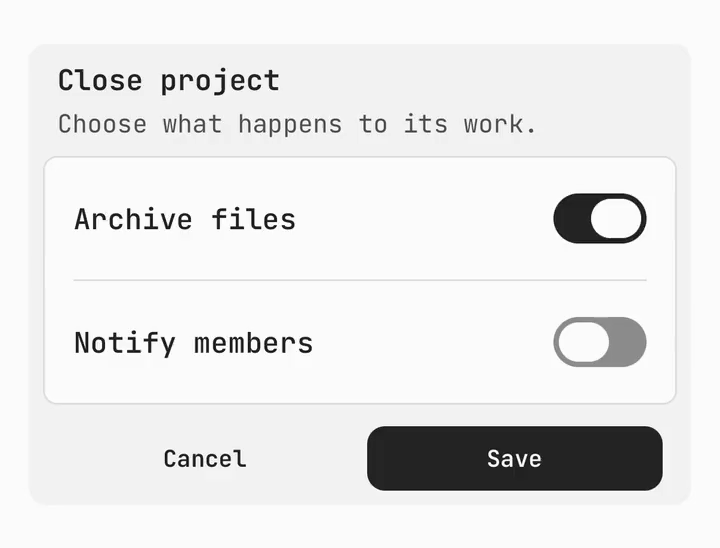 Close project
Choose what happens to its work.
Archive files
Notify members
Cancel
Save